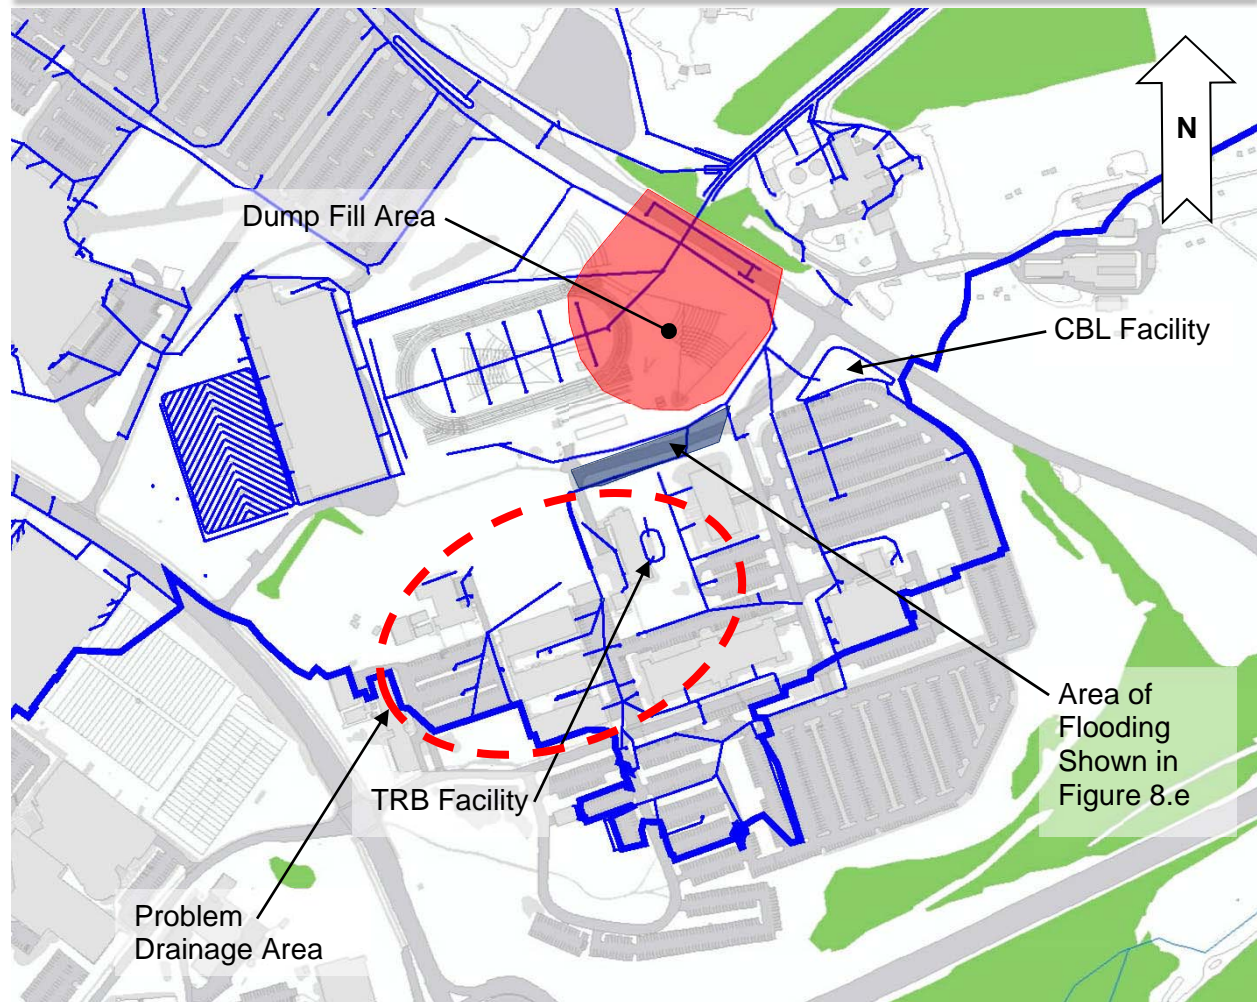 N
Dump Fill Area
CBL Facility
Area of
Flooding
Shown in
Figure 8.e
TRB Facility
Problem
Drainage Area